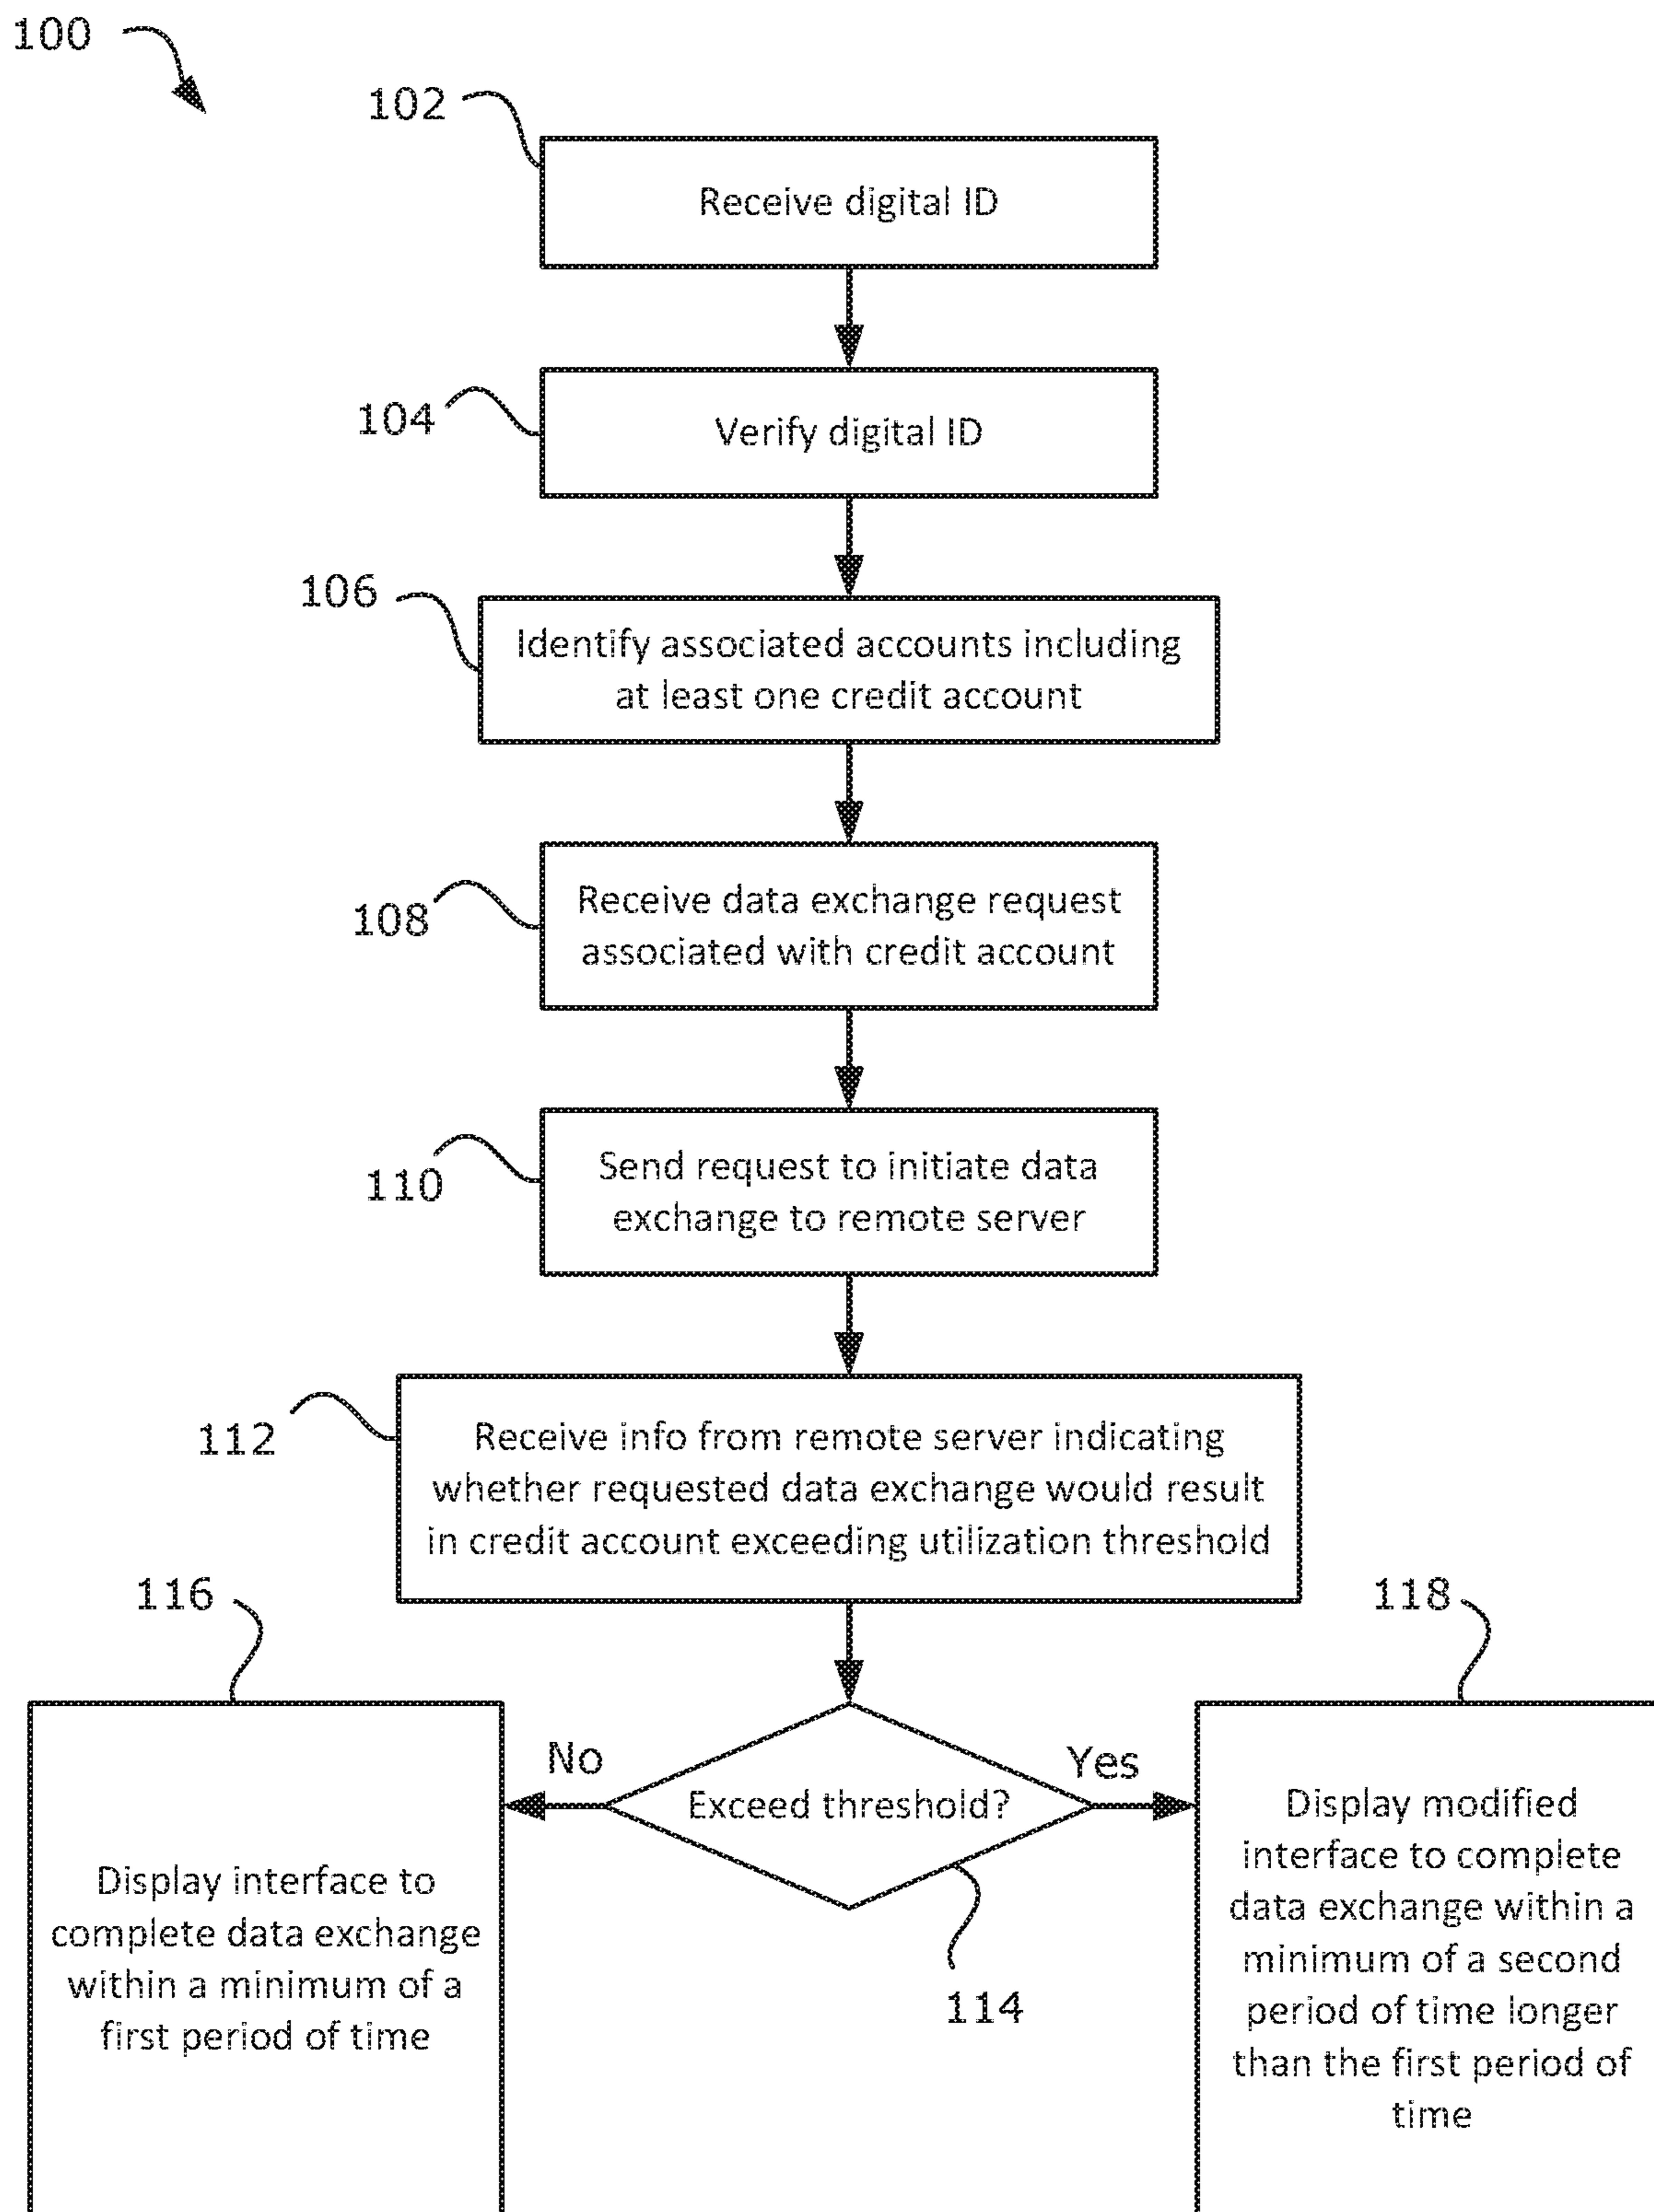 100
102
Receive digital ID
104
Verify digital ID
106
Identify associated accounts including
at least one credit account
108
Receive data exchange request
associated with credit account
110
Send request to initiate data
exchange to remote server
112
Receive info from remote server indicating
whether requested data exchange would result
in credit account exceeding utilization threshold
116
118
No
Yes
Exceed threshold?
114
Display interface to
complete data exchange
within a minimum of a
first period of time
Display modified
interface to complete
data exchange within a
minimum of a second
period of time longer
than the first period of
time